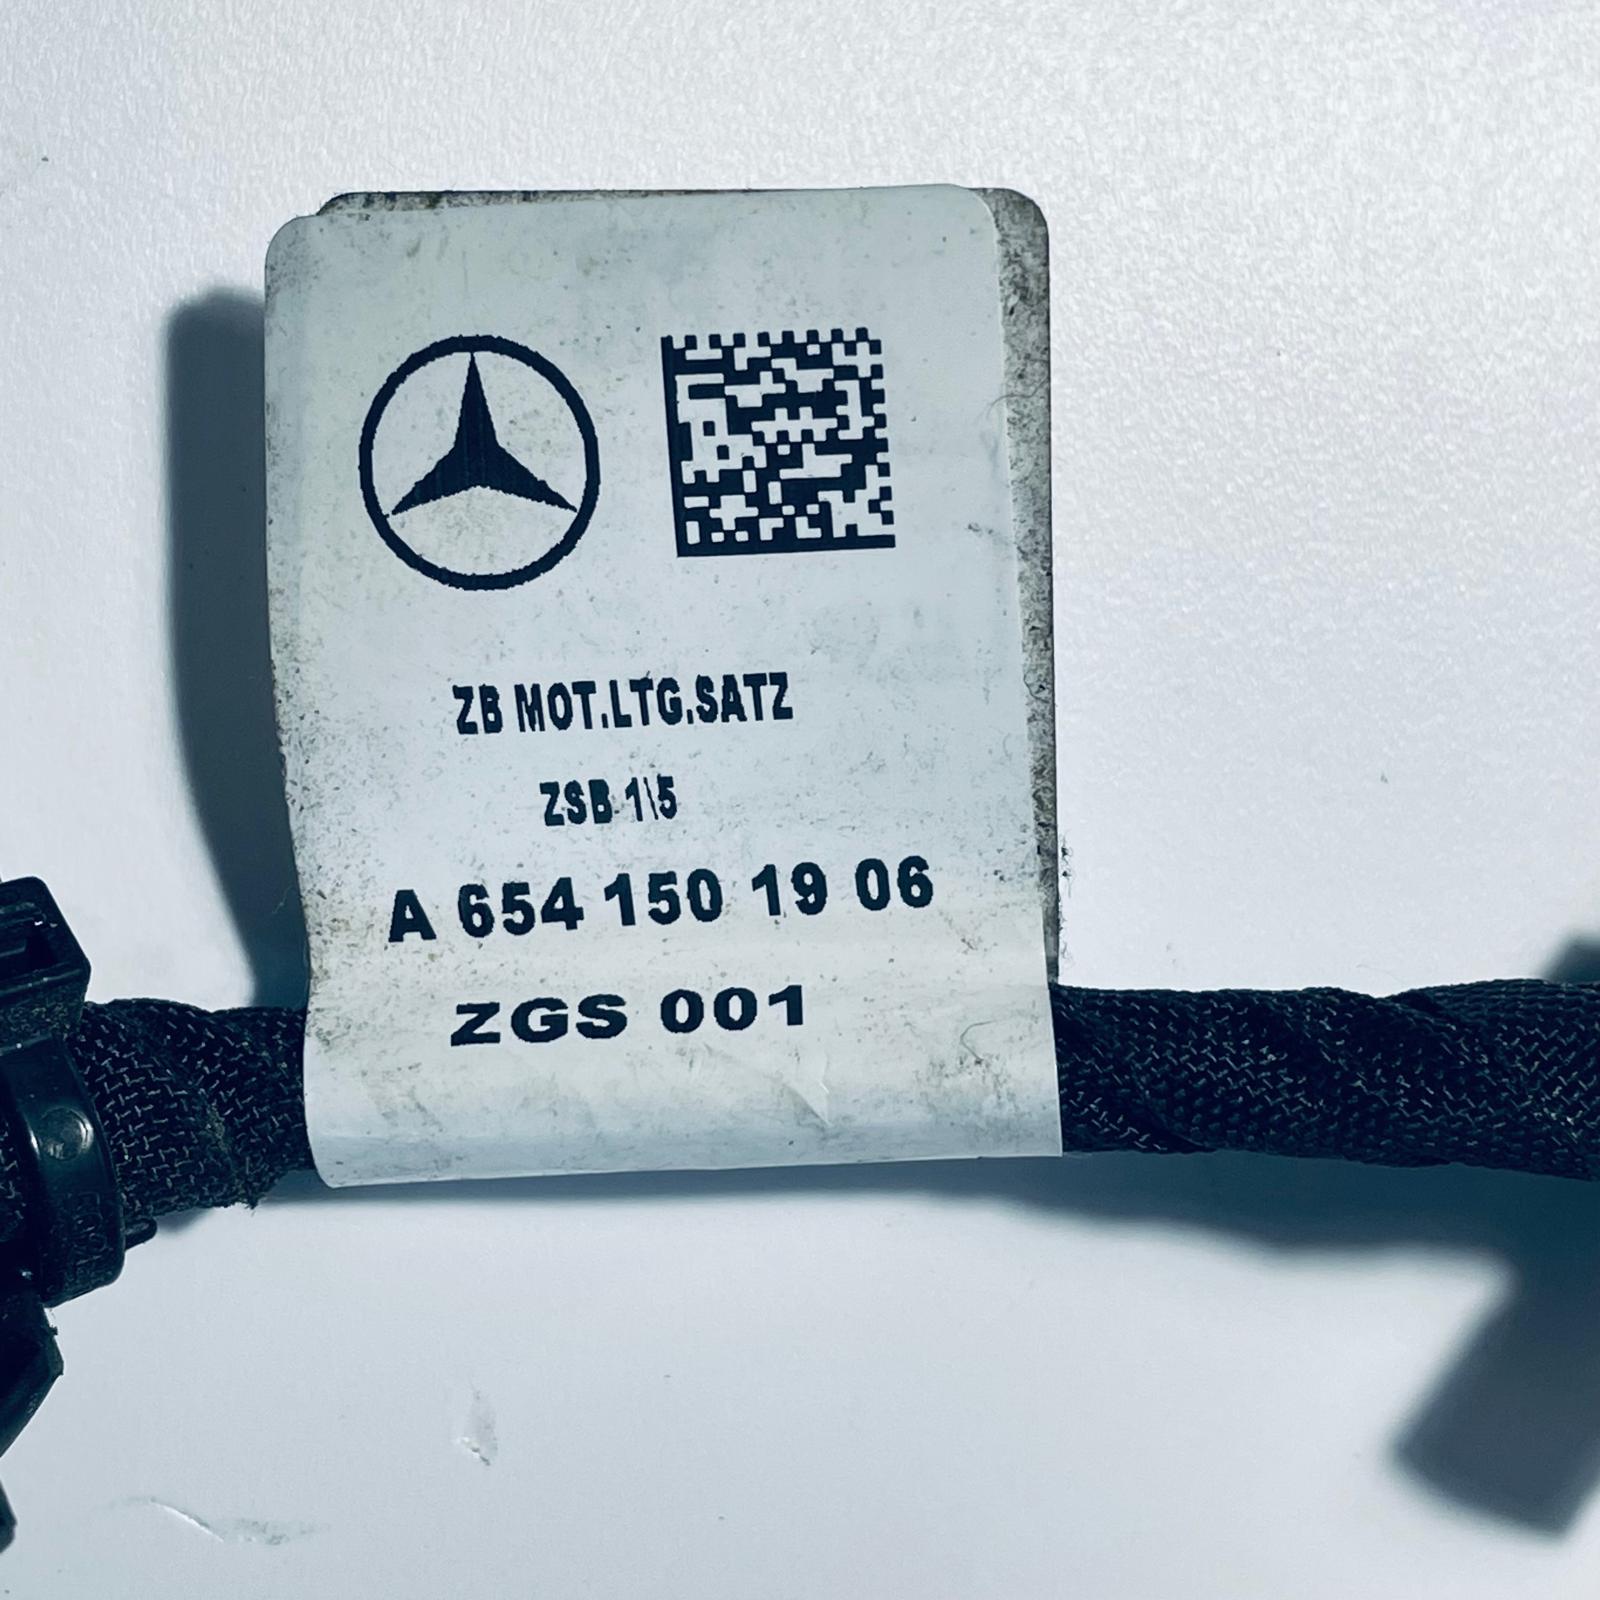 ZB MOT.LTG.SATZ
ZSB 1\5
A 654 150 19 06
ZGS 001